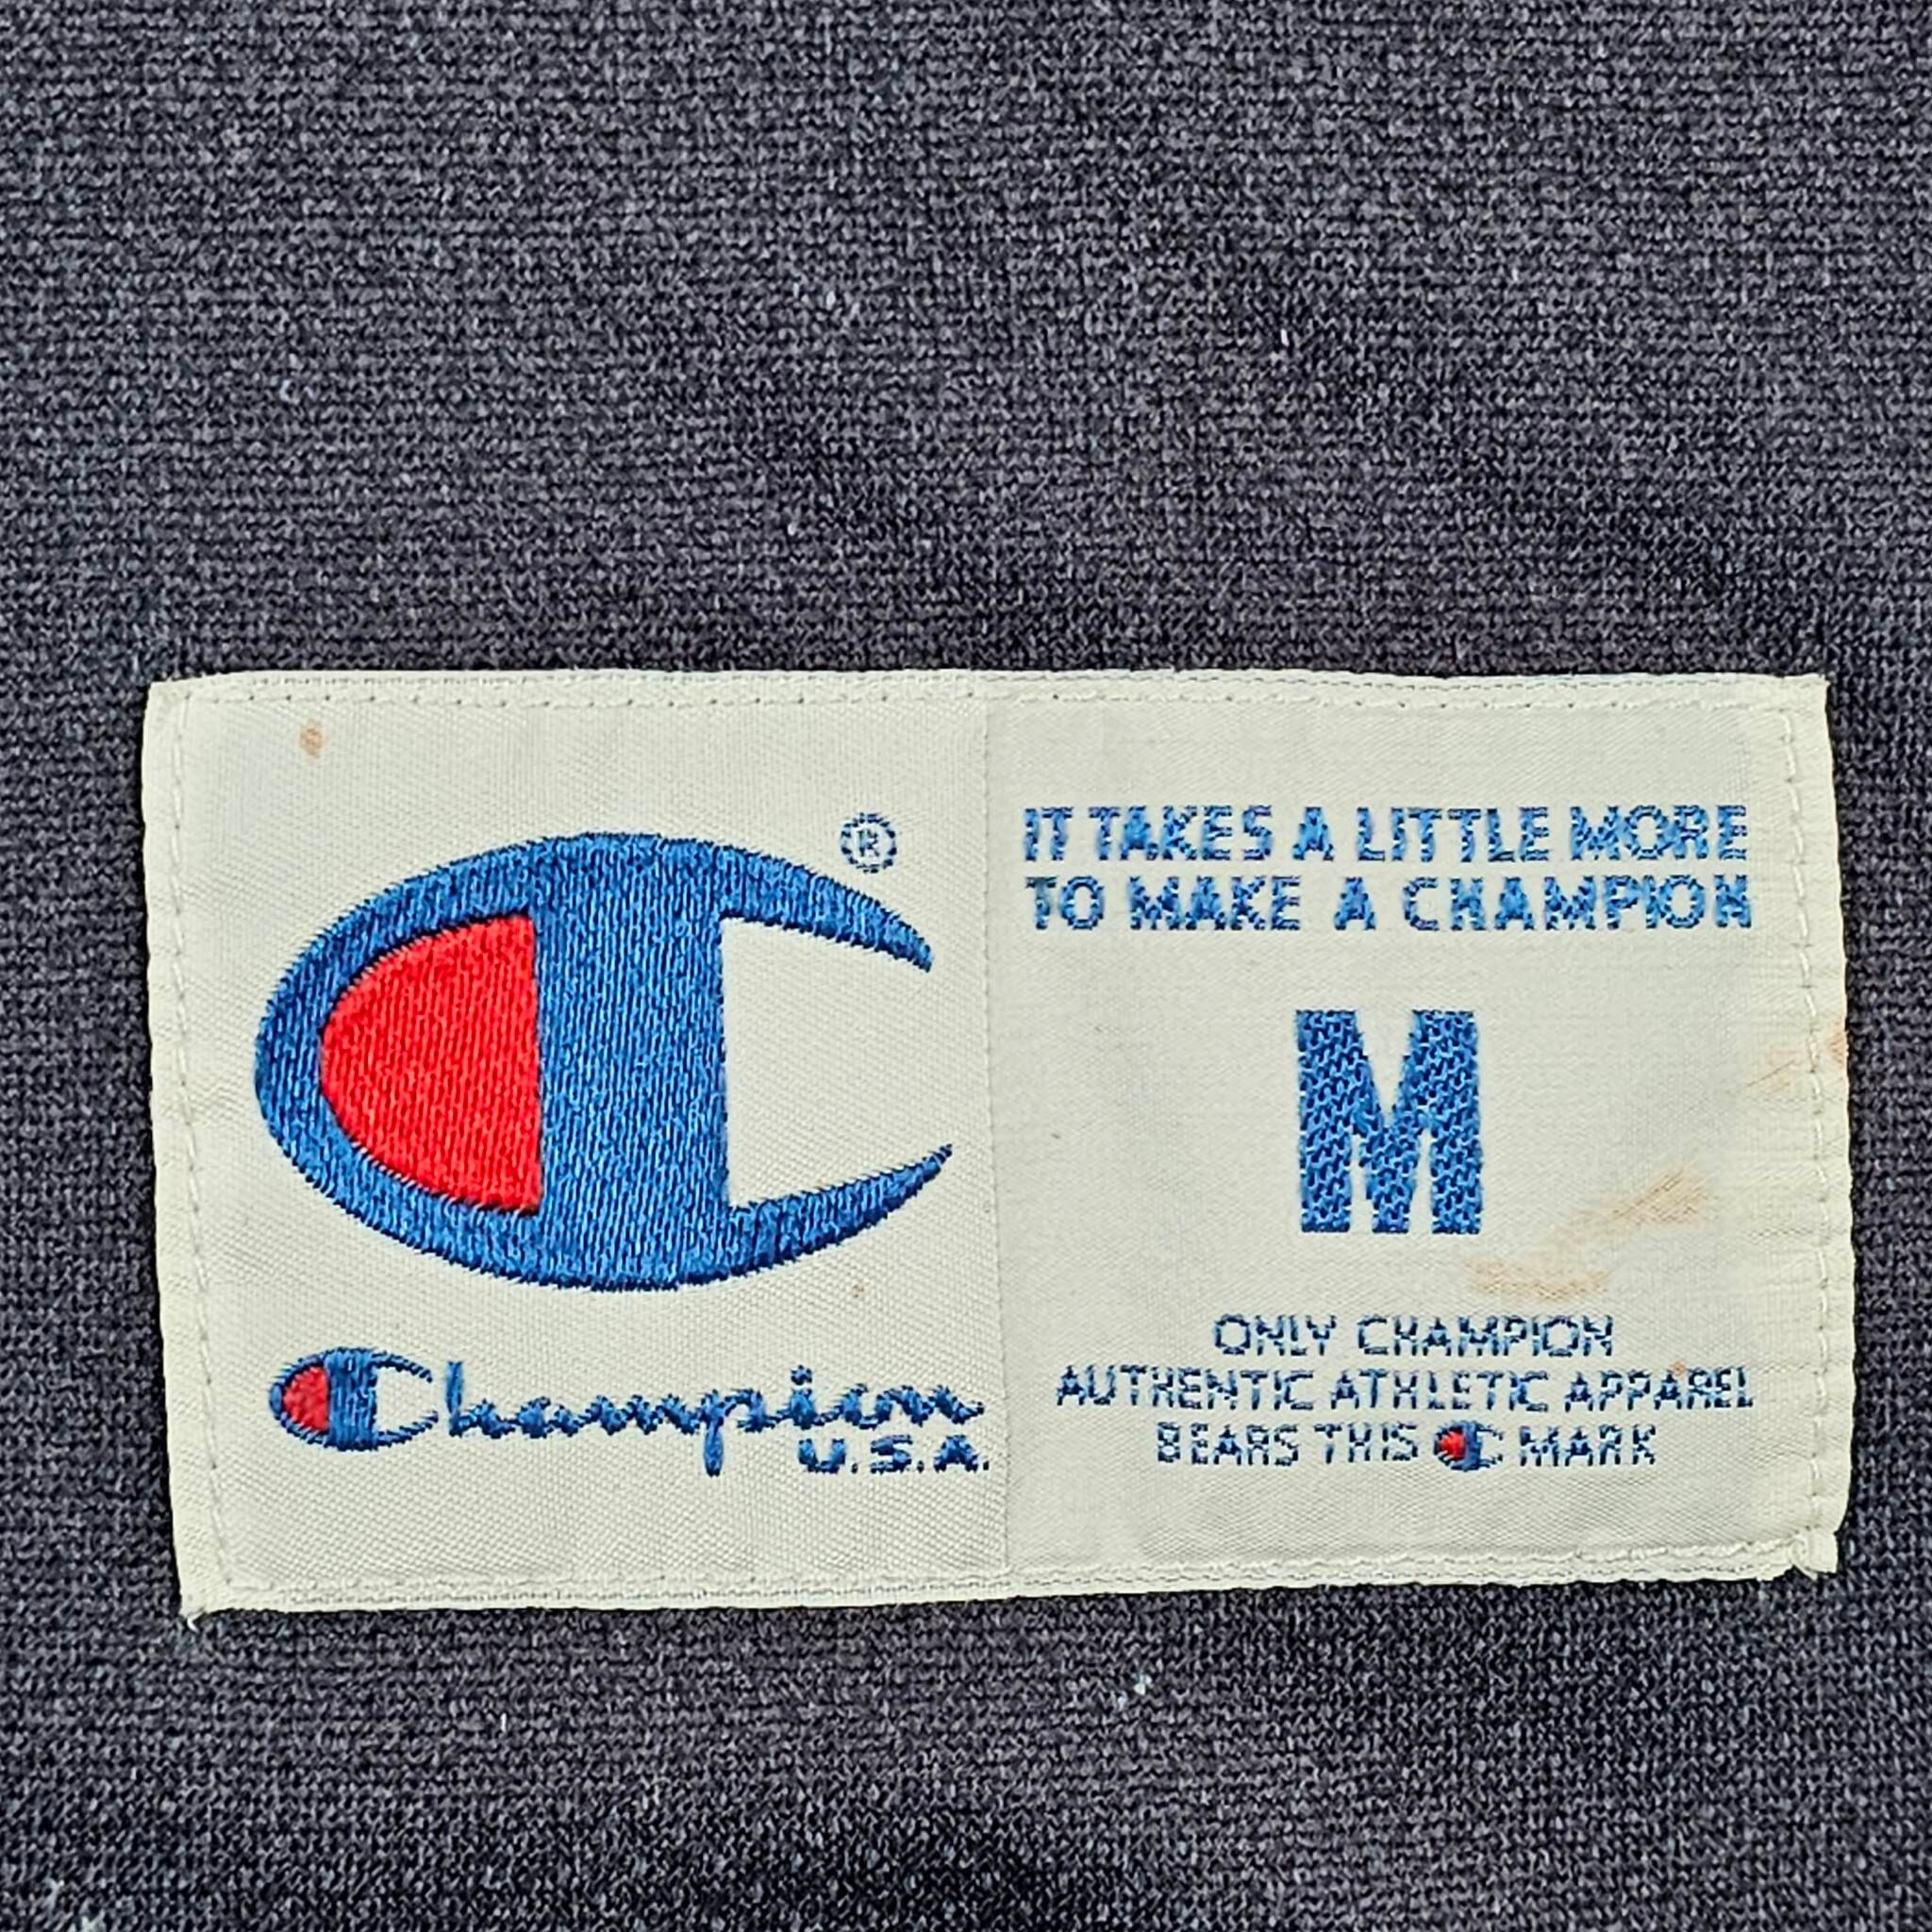 ®
Champion
U.S.A.
IT TAKES A LITTLE MORE
TO MAKE A CHAMPION
M
ONLY CHAMPION
AUTHENTIC ATHLETIC APPAREL
BEARS THIS C MARK